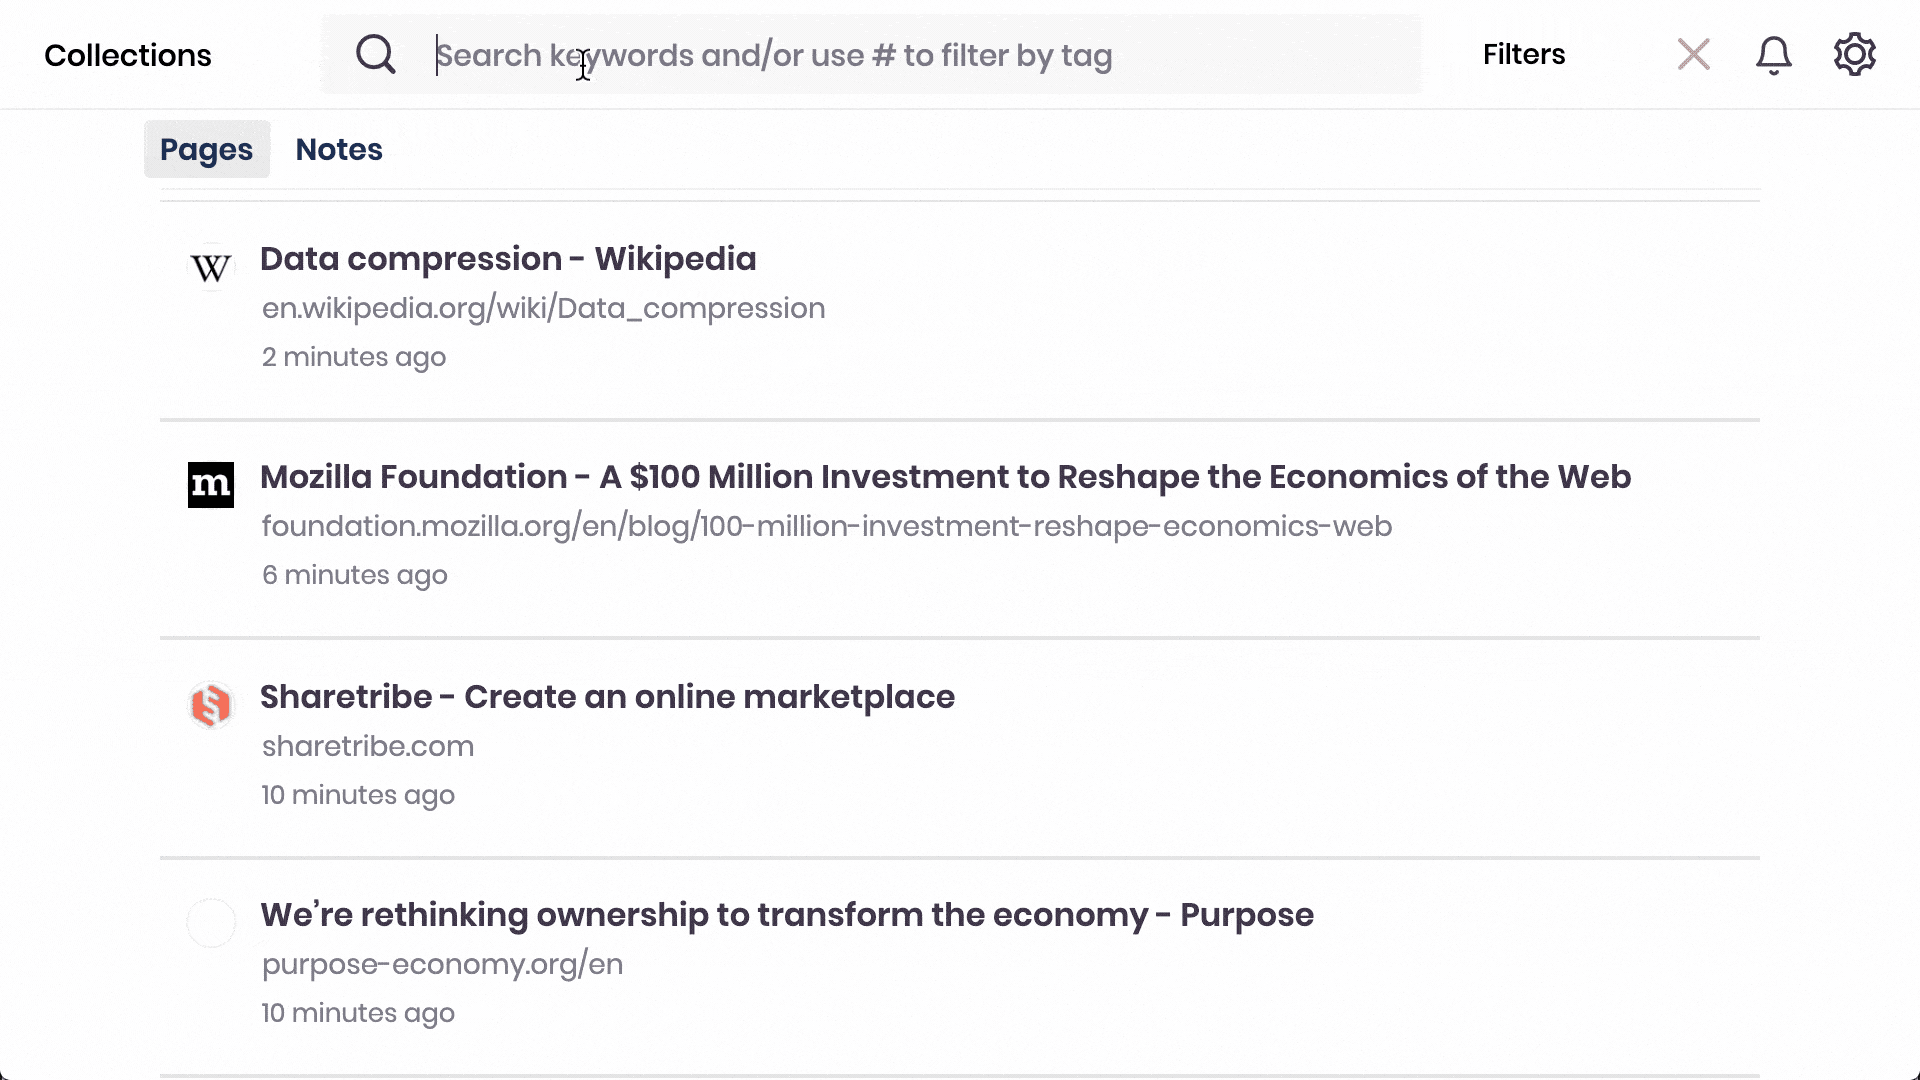 Collections
Search keywords and/or use # to filter by tag
Filters
Pages
Notes
W
Data compression - Wikipedia
en.wikipedia.org/wiki/Data_compression
2 minutes ago
m
Mozilla Foundation - A $100 Million Investment to Reshape the Economics of the Web
foundation.mozilla.org/en/blog/100-million-investment-reshape-economics-web
6 minutes ago
S
Sharetribe - Create an online marketplace
sharetribe.com
10 minutes ago
We’re rethinking ownership to transform the economy - Purpose
purpose-economy.org/en
10 minutes ago